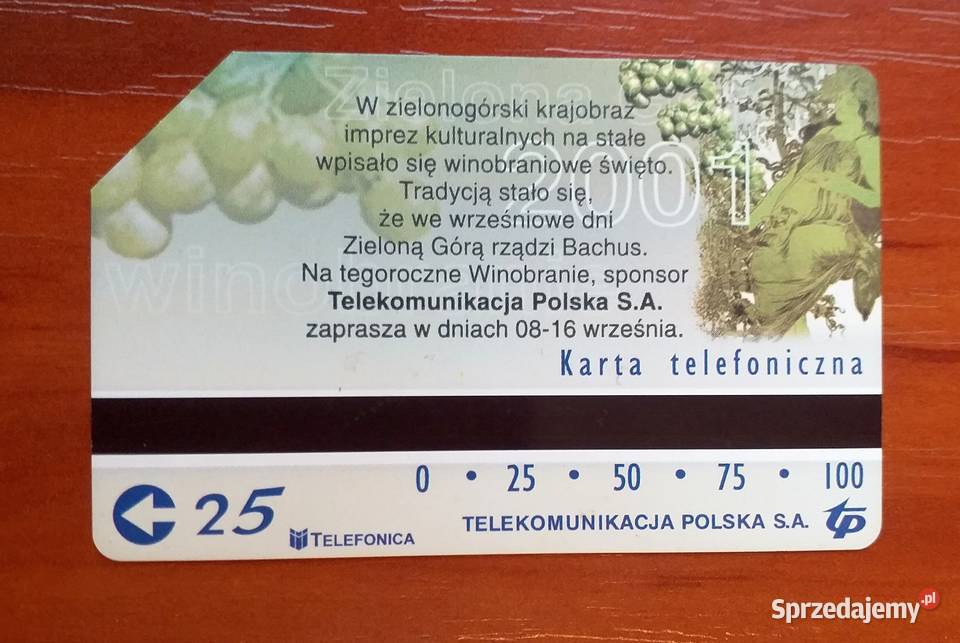 Zielona
W zielonogórski krajobraz
imprez kulturalnych na stałe
wpisało się winobraniowe święto.
Tradycją stało się,
2001
że we wrześniowe dni
Zieloną Górą rządzi Bachus.
winobranie
Na tegoroczne Winobranie, sponsor
Telekomunikacja Polska S.A.
zaprasza w dniach 08-16 września.
Karta telefoniczna
0 • 25 • 50 • 75 • 100
25
TELEFONICA
TELEKOMUNIKACJA POLSKA S.A. tp
Sprzedajemy.pl